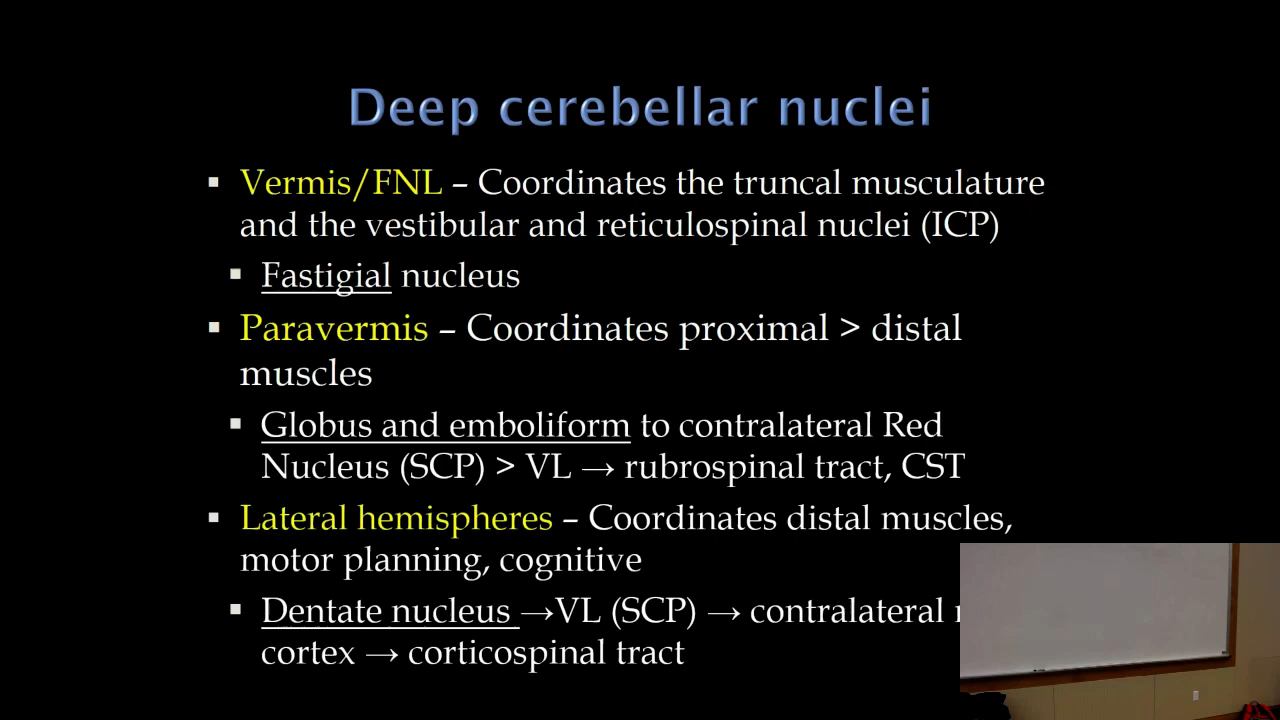 Deep cerebellar nuclei
▪ Vermis/FNL – Coordinates the truncal musculature
and the vestibular and reticulospinal nuclei (ICP)
▪ Fastigial nucleus
▪ Paravermis – Coordinates proximal > distal
muscles
▪ Globus and emboliform to contralateral Red
Nucleus (SCP) > VL → rubrospinal tract, CST
▪ Lateral hemispheres – Coordinates distal muscles,
motor planning, cognitive
▪ Dentate nucleus →VL (SCP) → contralateral
cortex → corticospinal tract